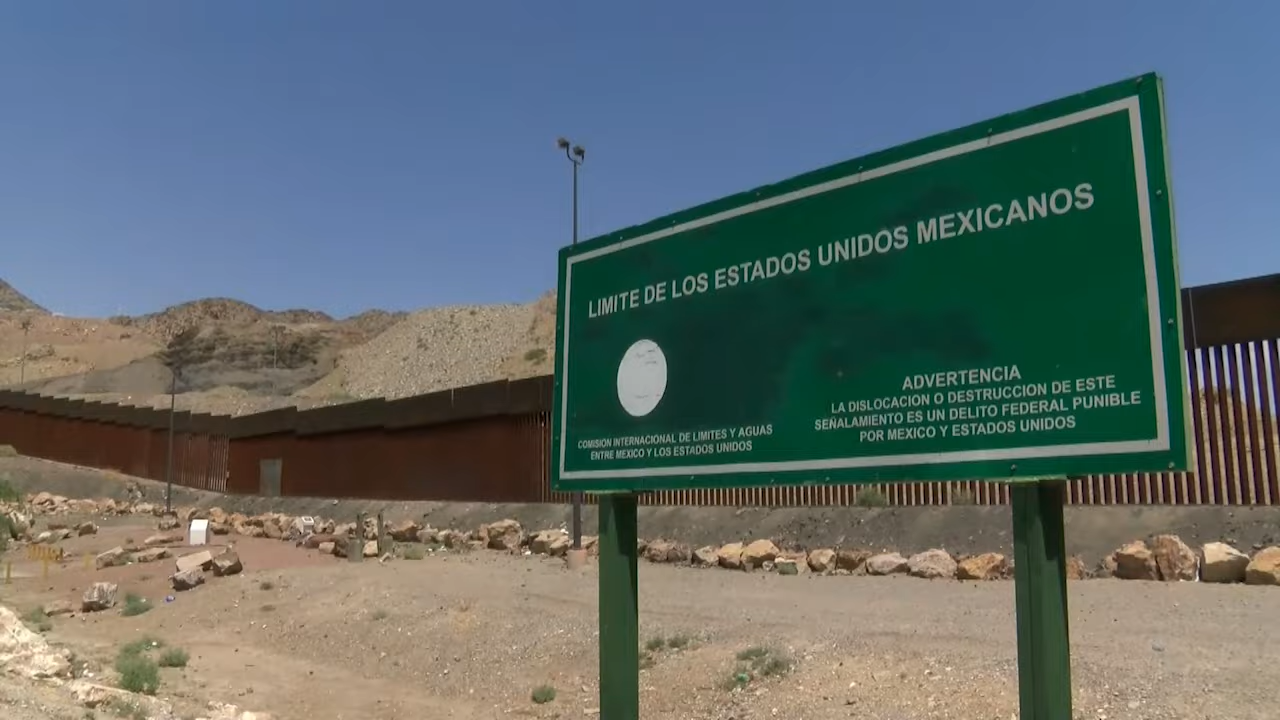 LIMITE DE LOS ESTADOS UNIDOS MEXICANOS
COMISION INTERNACIONAL DE LIMITES Y AGUAS
ENTRE MEXICO Y LOS ESTADOS UNIDOS
ADVERTENCIA
LA DISLOCACION O DESTRUCCION DE ESTE
SEÑALAMIENTO ES UN DELITO FEDERAL PUNIBLE
POR MEXICO Y ESTADOS UNIDOS